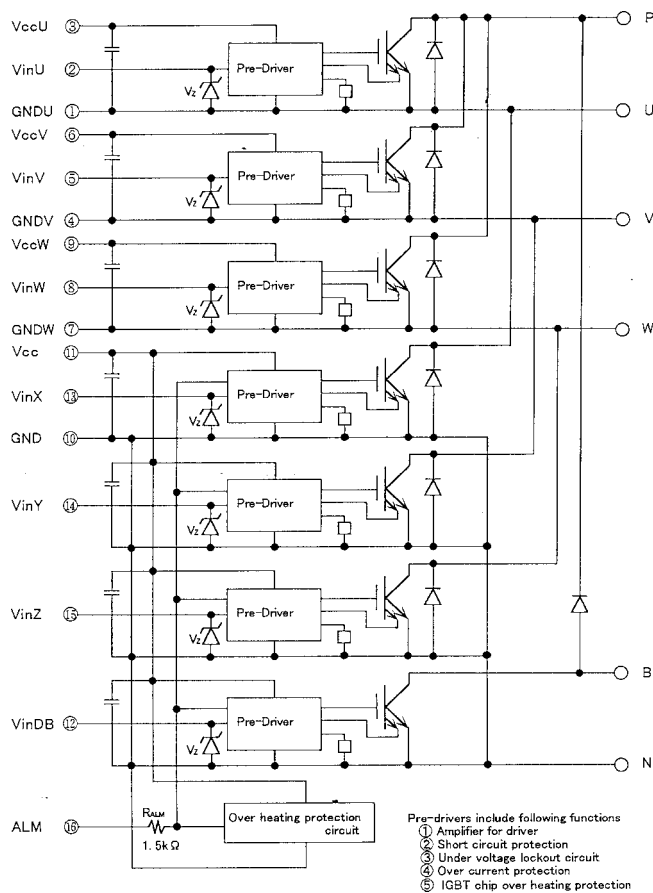 VccU ③ P
VinU ② Pre-Driver
Vz
GNDU ① U
VccV ⑥
VinV ⑤ Pre-Driver
Vz
GNDV ④ V
VccW ⑨
VinW ⑧ Pre-Driver
Vz
GNDW ⑦ W
Vcc ⑪
VinX ⑬ Pre-Driver
Vz
GND ⑩
VinY ⑭ Pre-Driver
Vz
VinZ ⑮ Pre-Driver
Vz
B
VinDB ⑫ Pre-Driver
Vz
N
RALM
ALM ⑯ Over heating protection
circuit
1.5kΩ
Pre-drivers include following functions
① Amplifier for driver
② Short circuit protection
③ Under voltage lockout circuit
④ Over current protection
⑤ IGBT chip over heating protection